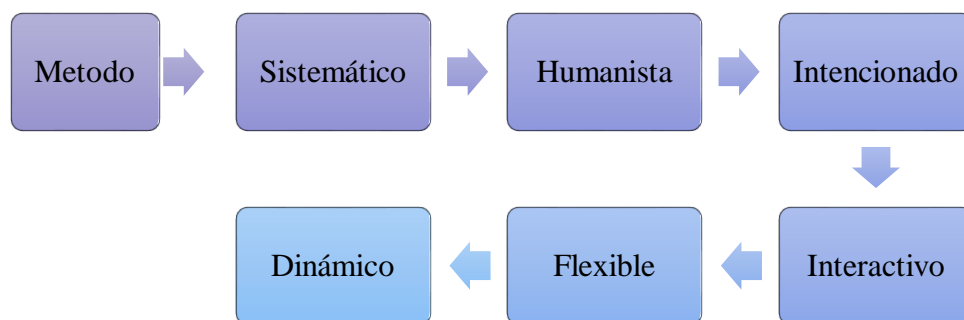 Metodo
Sistemático
Humanista
Intencionado
Interactivo
Flexible
Dinámico